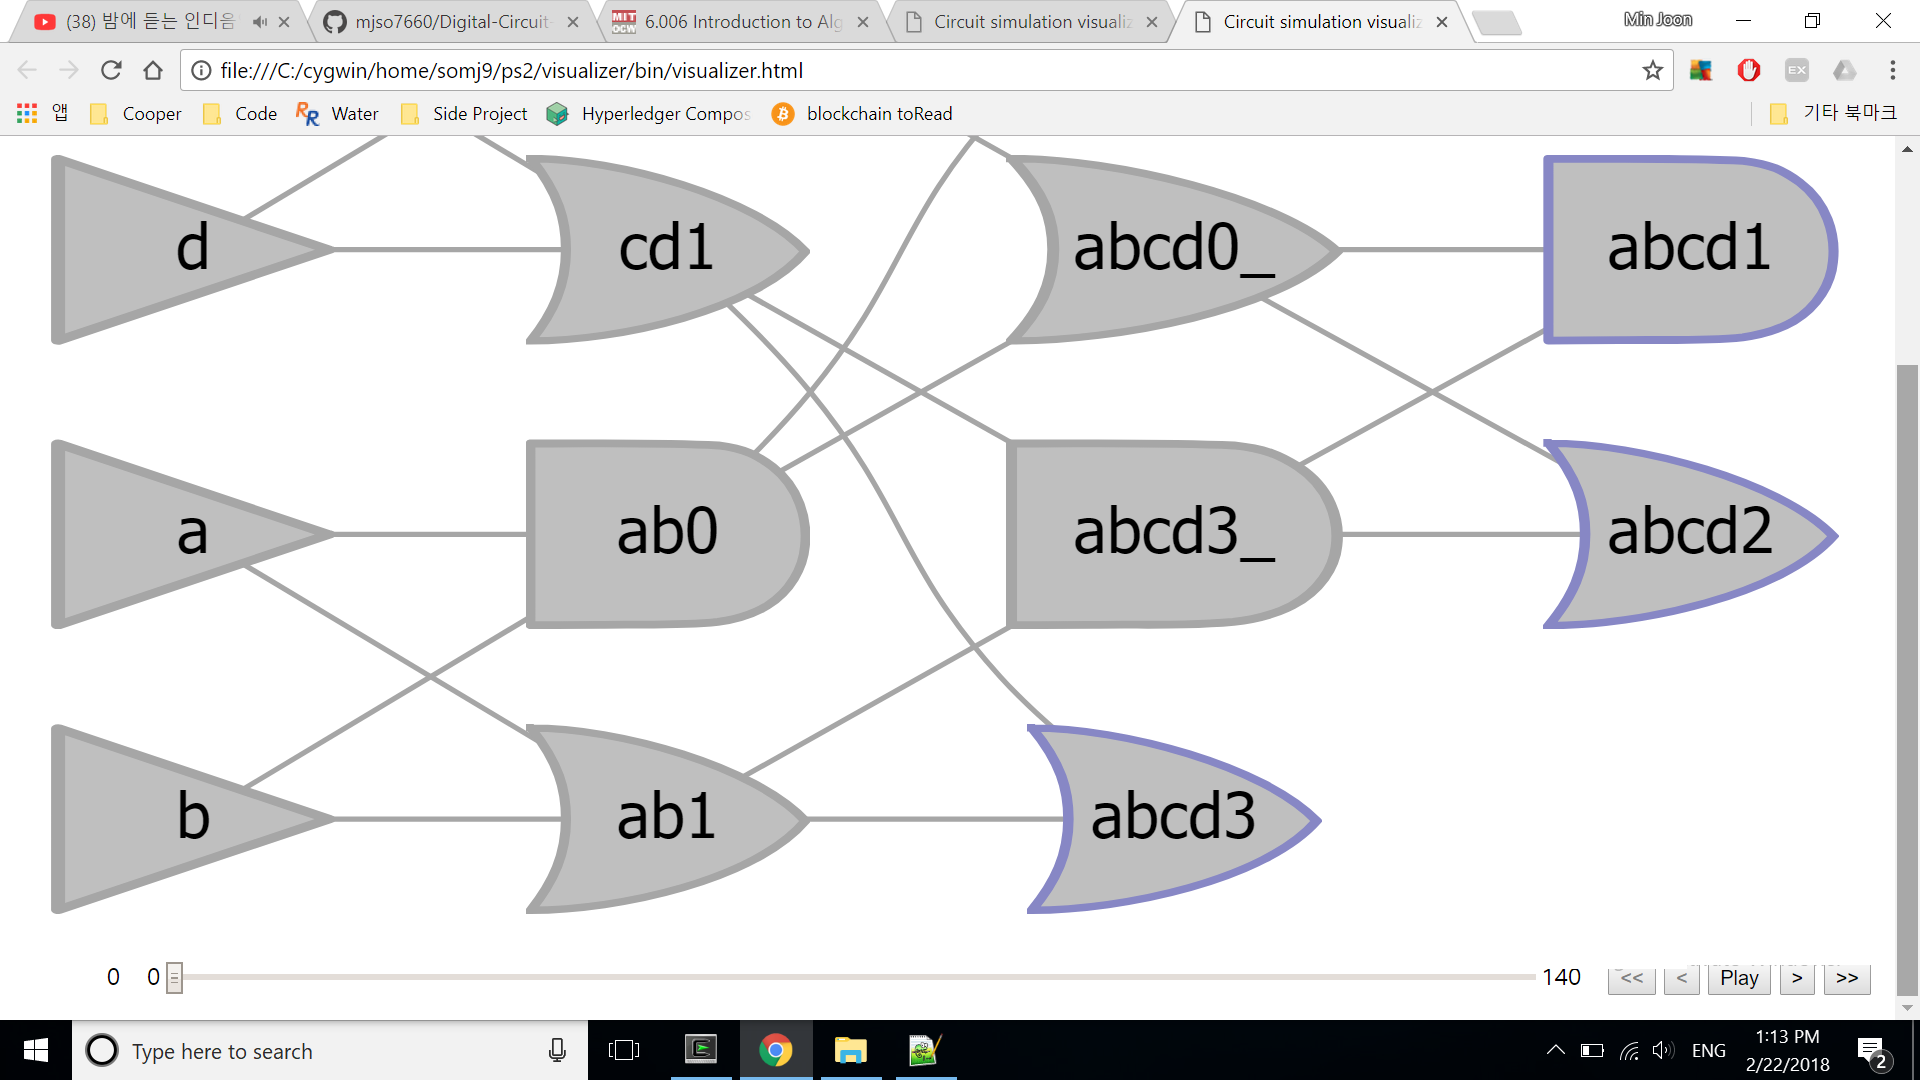 (38) 밤에 듣는 인디음
mjso7660/Digital-Circuit-
MIT OCW
6.006 Introduction to Alg
Circuit simulation visualiz
Circuit simulation visualiz
Min Joon
file:///C:/cygwin/home/somj9/ps2/visualizer/bin/visualizer.html
EX
앱
Cooper
Code
RR
Water
Side Project
Hyperledger Compos
blockchain toRead
기타 북마크
d
cd1
abcd0_
abcd1
a
ab0
abcd3_
abcd2
b
ab1
abcd3
0 0 140 << < Play > >>
Type here to search
ENG
1:13 PM
2/22/2018
2